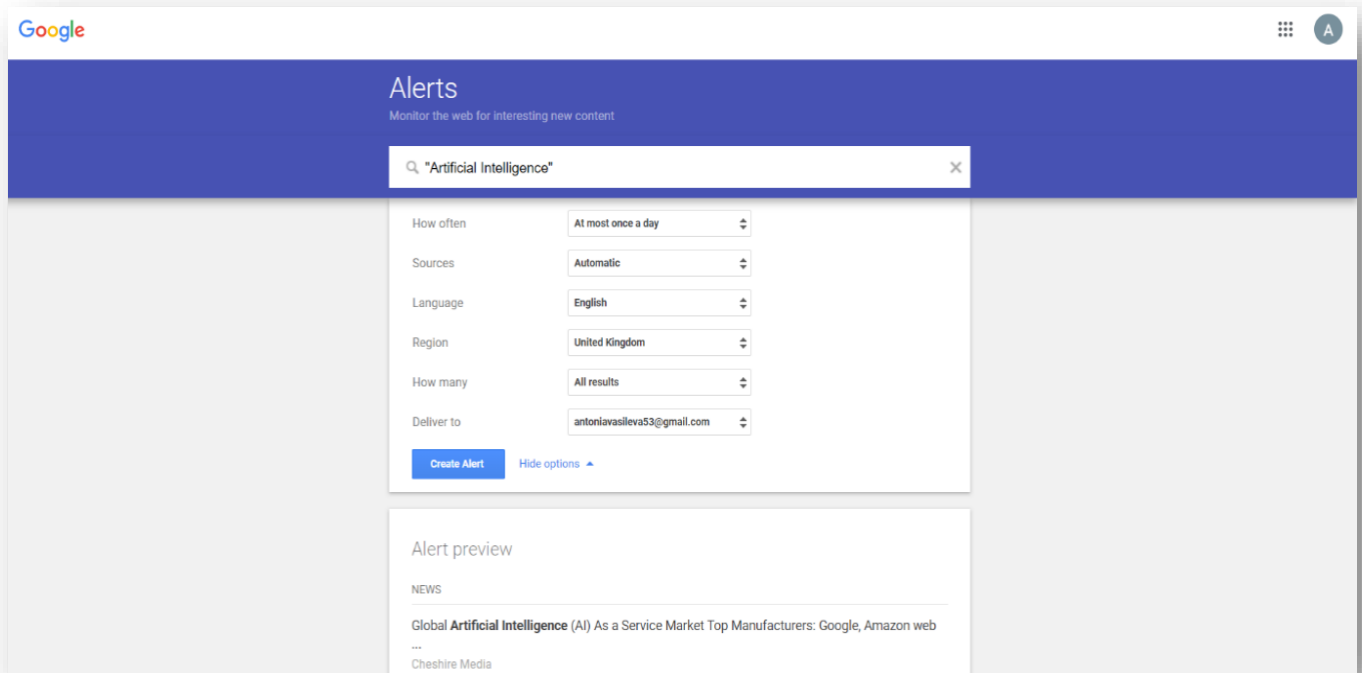 Google
A
Alerts
Monitor the web for interesting new content
"Artificial Intelligence"
How often At most once a day
Sources Automatic
Language English
Region United Kingdom
How many All results
Deliver to antoniavasileva53@gmail.com
Create Alert Hide options
Alert preview
NEWS
Global Artificial Intelligence (AI) As a Service Market Top Manufacturers: Google, Amazon web
...
Cheshire Media